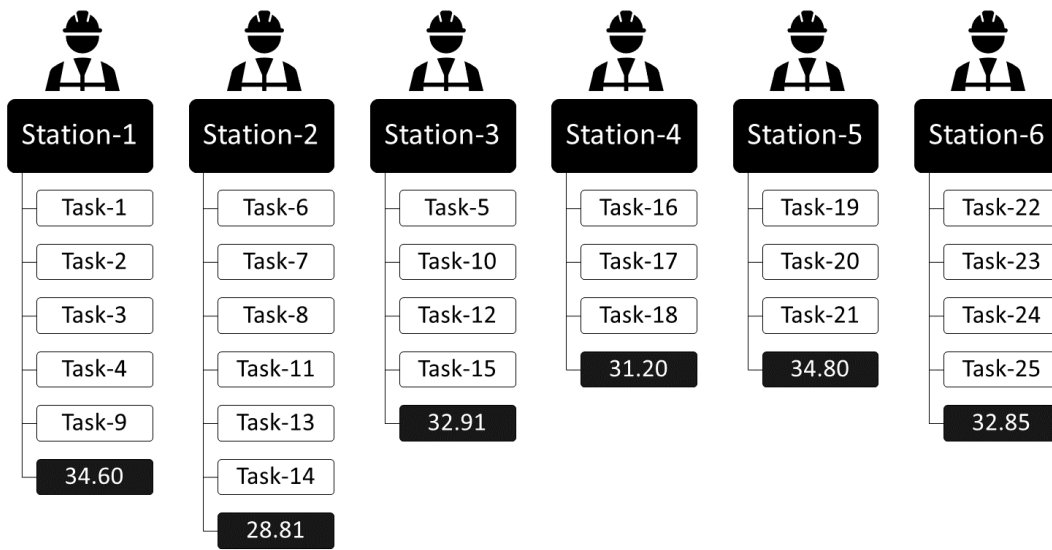 Station-1
Task-1
Task-2
Task-3
Task-4
Task-9
34.60
Station-2
Task-6
Task-7
Task-8
Task-11
Task-13
Task-14
28.81
Station-3
Task-5
Task-10
Task-12
Task-15
32.91
Station-4
Task-16
Task-17
Task-18
31.20
Station-5
Task-19
Task-20
Task-21
34.80
Station-6
Task-22
Task-23
Task-24
Task-25
32.85